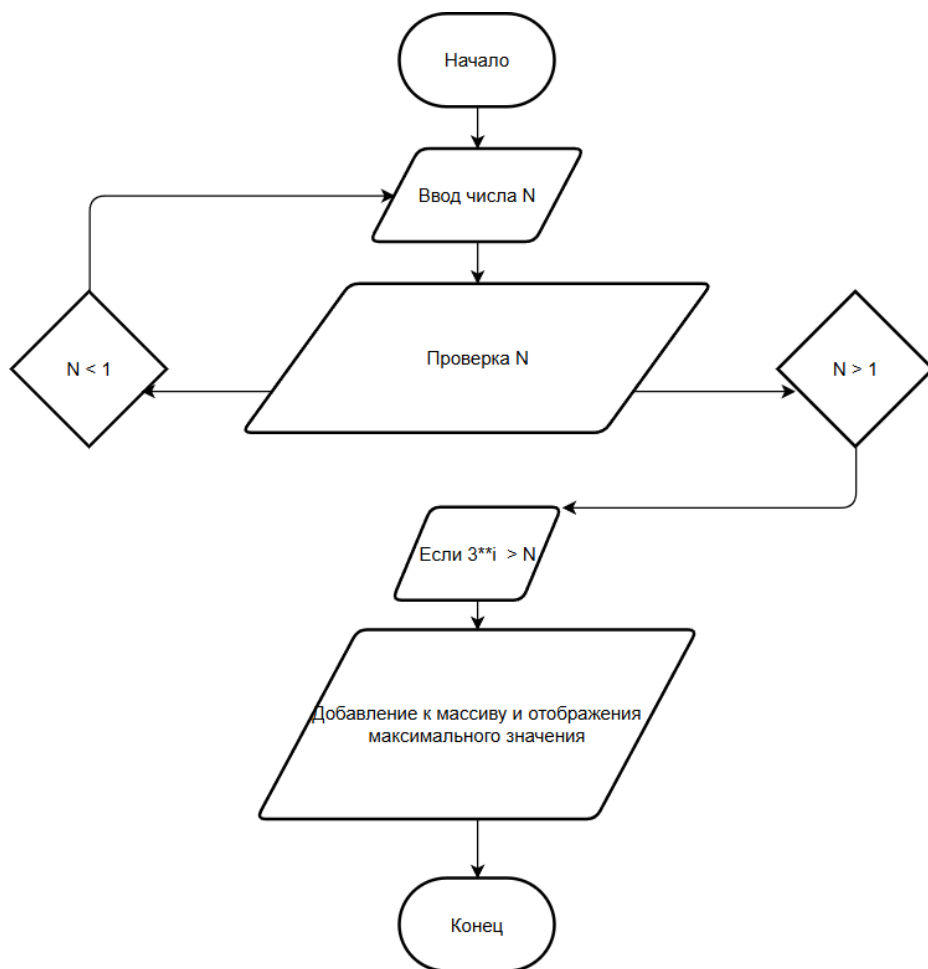 Начало
Ввод числа N
Проверка N
N < 1
N > 1
Если 3**i > N
Добавление к массиву и отображения
максимального значения
Конец